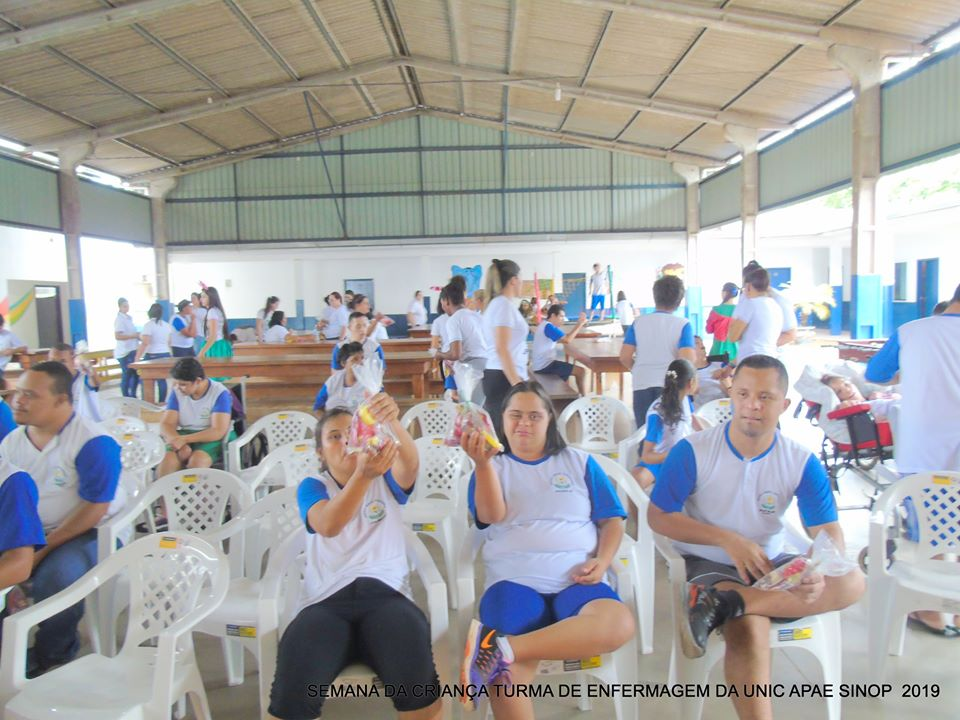 SEMANA DA CRIANÇA TURMA DE ENFERMAGEM DA UNIC APAE SINOP  2019